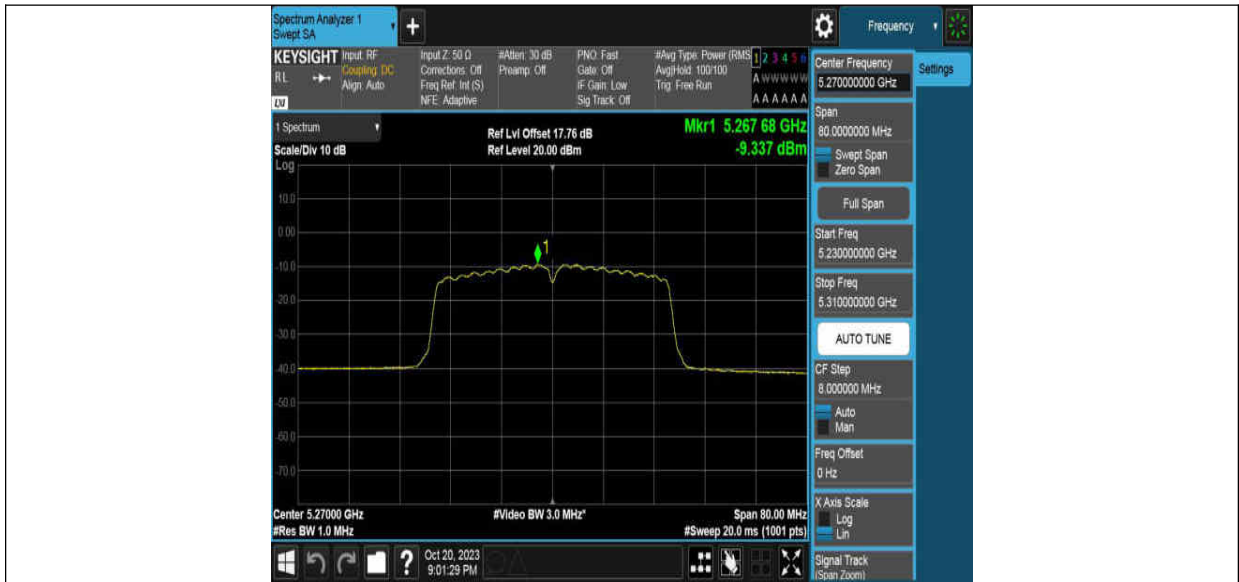 Spectrum Analyzer 1
Swept SA
+
Frequency
KEYSIGHT
RL
LXI
Input: RF
Coupling: DC
Align: Auto
Input Z: 50 Ω
Corrections: Off
Freq Ref: Int (S)
NFE: Adaptive
#Atten: 30 dB
Preamp: Off
PNO: Fast
Gate: Off
IF Gain: Low
Sig Track: Off
#Avg Type: Power (RMS
Avg|Hold: 100/100
Trig: Free Run
1 2 3 4 5 6
A W W W W W
A A A A A A
1 Spectrum
Scale/Div 10 dB
Log
Ref Lvl Offset 17.76 dB
Ref Level 20.00 dBm
Mkr1 5.267 68 GHz
-9.337 dBm
10.0
0.00
-10.0
-20.0
-30.0
-40.0
-50.0
-60.0
-70.0
1
Center 5.27000 GHz
#Res BW 1.0 MHz
#Video BW 3.0 MHz*
Span 80.00 MHz
#Sweep 20.0 ms (1001 pts)
?
Oct 20, 2023
9:01:29 PM
Center Frequency
5.270000000 GHz
Settings
Span
80.0000000 MHz
Swept Span
Zero Span
Full Span
Start Freq
5.230000000 GHz
Stop Freq
5.310000000 GHz
AUTO TUNE
CF Step
8.000000 MHz
Auto
Man
Freq Offset
0 Hz
X Axis Scale
Log
Lin
Signal Track
(Span Zoom)